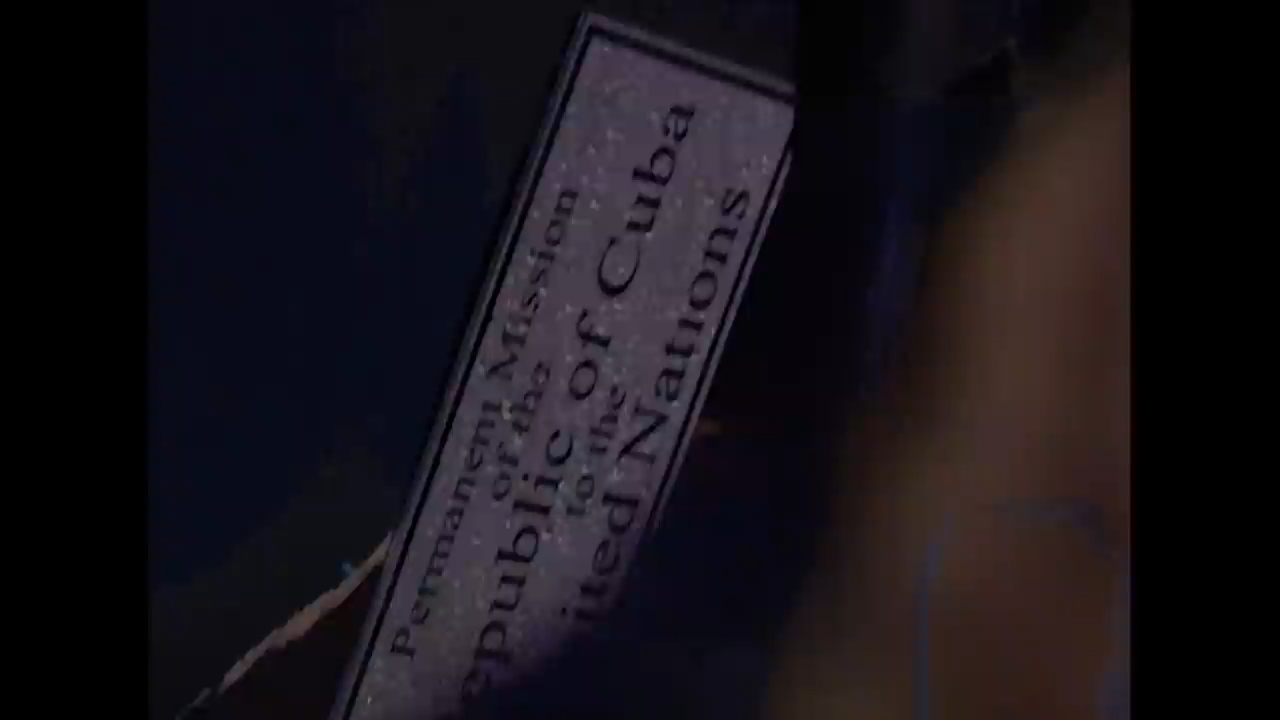 Permanent Mission
of the
epublic of Cuba
to the
ited Nations